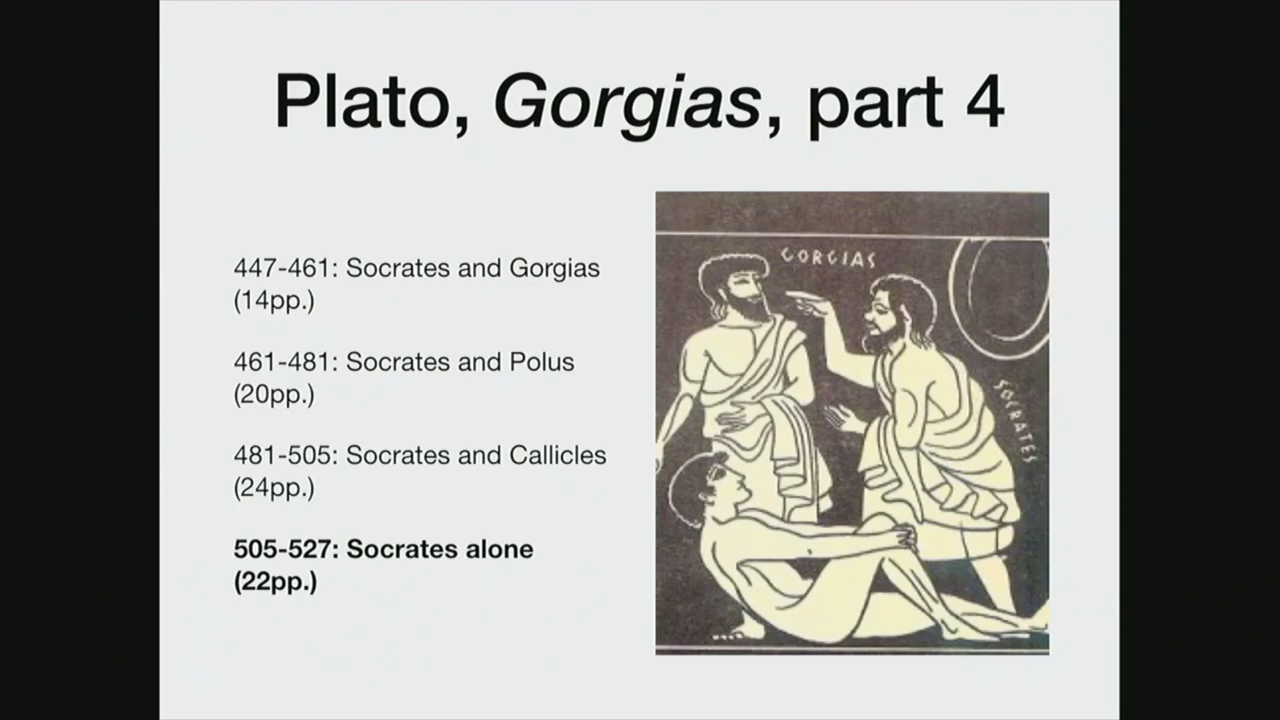 Plato, Gorgias, part 4
447-461: Socrates and Gorgias
(14pp.)
461-481: Socrates and Polus
(20pp.)
481-505: Socrates and Callicles
(24pp.)
505-527: Socrates alone
(22pp.)
GORGIAS
SOCRATES